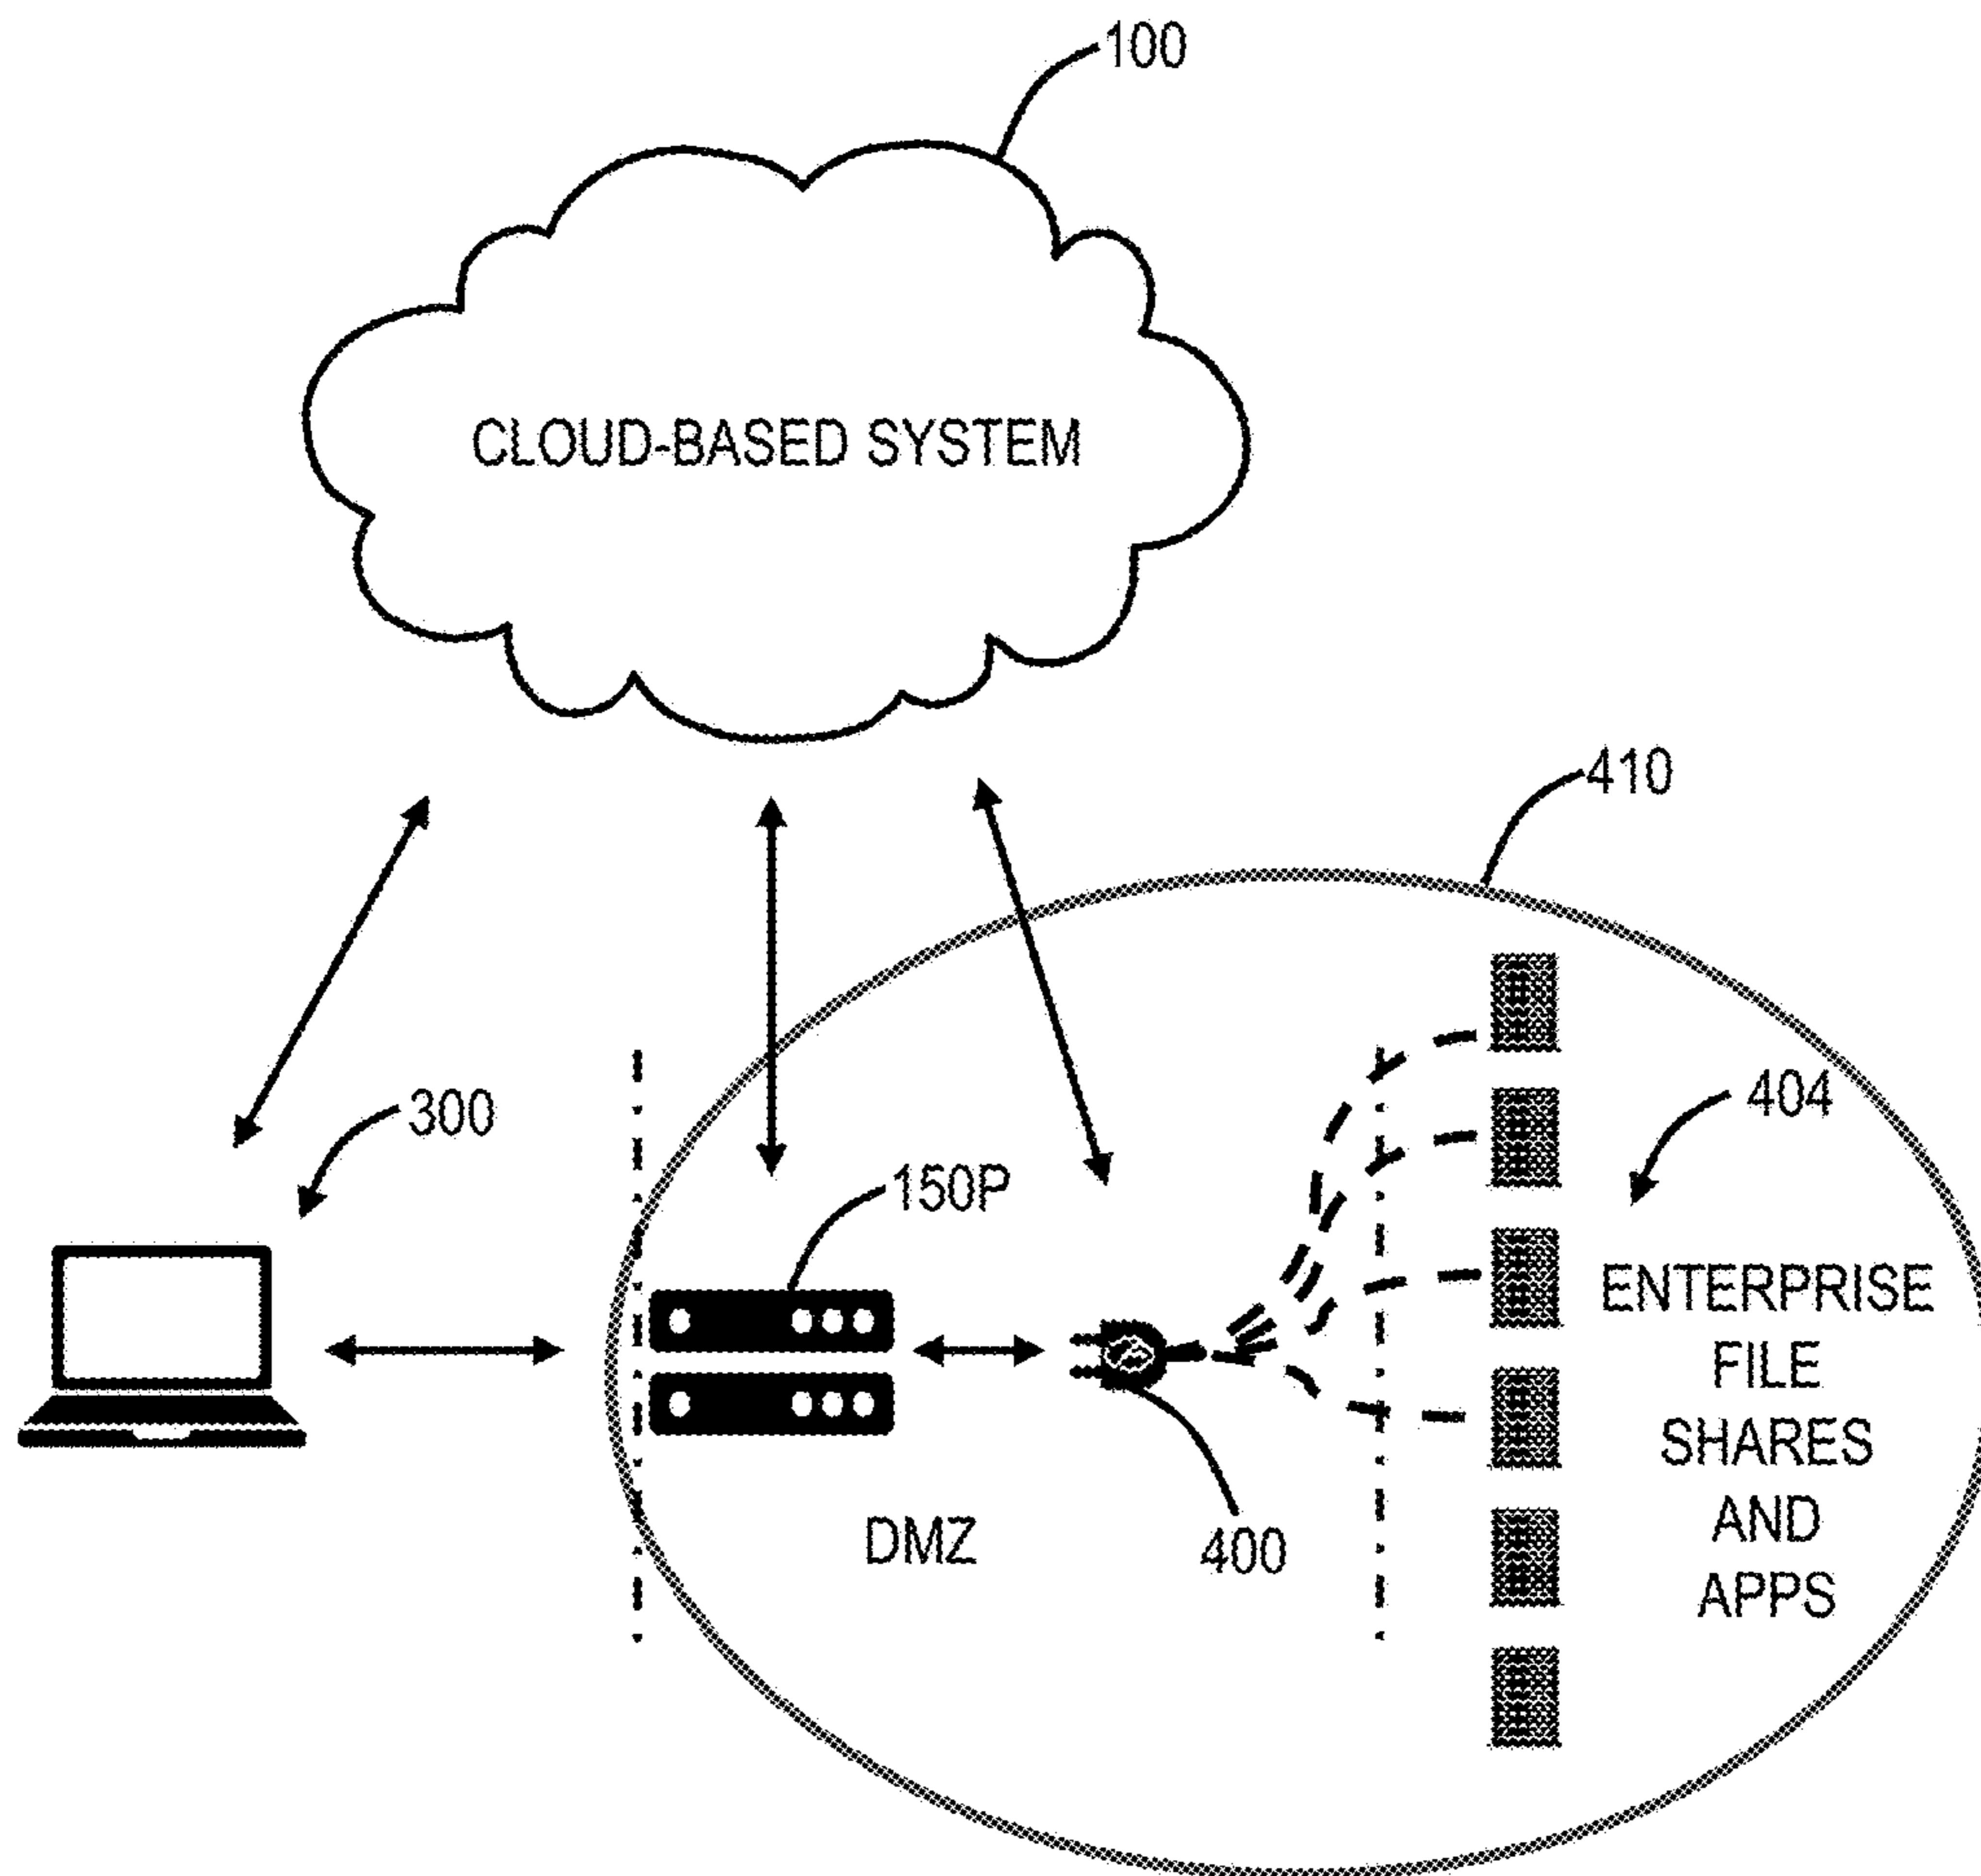 100
CLOUD-BASED SYSTEM
410
300
404
150P
ENTERPRISE
FILE
SHARES
AND
APPS
DMZ
400